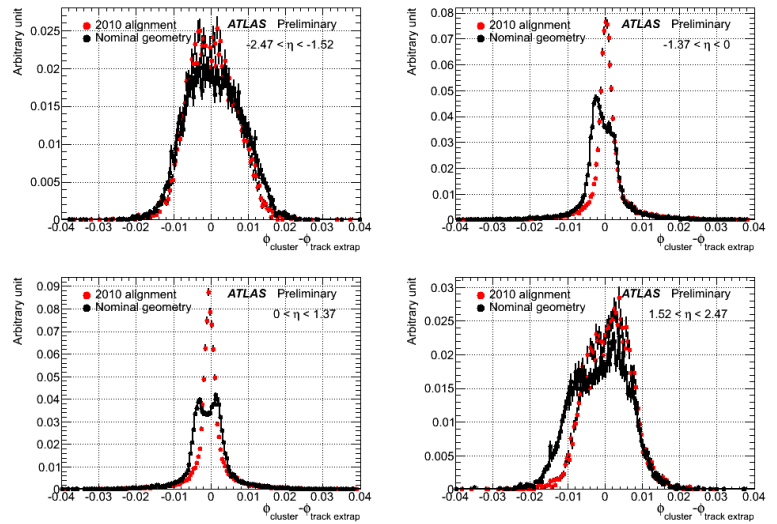 Arbitrary unit
2010 alignment
Nominal geometry
ATLAS Preliminary
-2.47 < η < -1.52
0.025
0.02
0.015
0.01
0.005
0
-0.04 -0.03 -0.02 -0.01 0 0.01 0.02 0.03 0.04
ϕcluster-ϕtrack extrap
Arbitrary unit
2010 alignment
Nominal geometry
ATLAS Preliminary
-1.37 < η < 0
0.08
0.07
0.06
0.05
0.04
0.03
0.02
0.01
0
-0.04 -0.03 -0.02 -0.01 0 0.01 0.02 0.03 0.04
ϕcluster-ϕtrack extrap
Arbitrary unit
2010 alignment
Nominal geometry
ATLAS Preliminary
0 < η < 1.37
0.09
0.08
0.07
0.06
0.05
0.04
0.03
0.02
0.01
0
-0.04 -0.03 -0.02 -0.01 0 0.01 0.02 0.03 0.04
ϕcluster-ϕtrack extrap
Arbitrary unit
2010 alignment
Nominal geometry
ATLAS Preliminary
1.52 < η < 2.47
0.03
0.025
0.02
0.015
0.01
0.005
0
-0.04 -0.03 -0.02 -0.01 0 0.01 0.02 0.03 0.04
ϕcluster-ϕtrack extrap